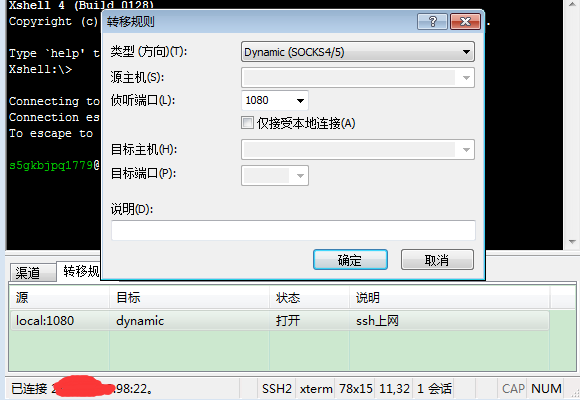 Xshell 4 (Build 0128)
Copyright (c)
Type `help' t
Xshell:\>
Connecting to
Connection es
To escape to
s5gkbjpq1779@
转移规则
类型 (方向)(T):
Dynamic (SOCKS4/5)
源主机(S):
侦听端口(L):
1080
仅接受本地连接(A)
目标主机(H):
目标端口(P):
说明(D):
确定
取消
渠道
转移规
源
目标
状态
说明
local:1080
dynamic
打开
ssh上网
已连接 2 98:22。
SSH2
xterm
78x15
11,32
1 会话
CAP
NUM